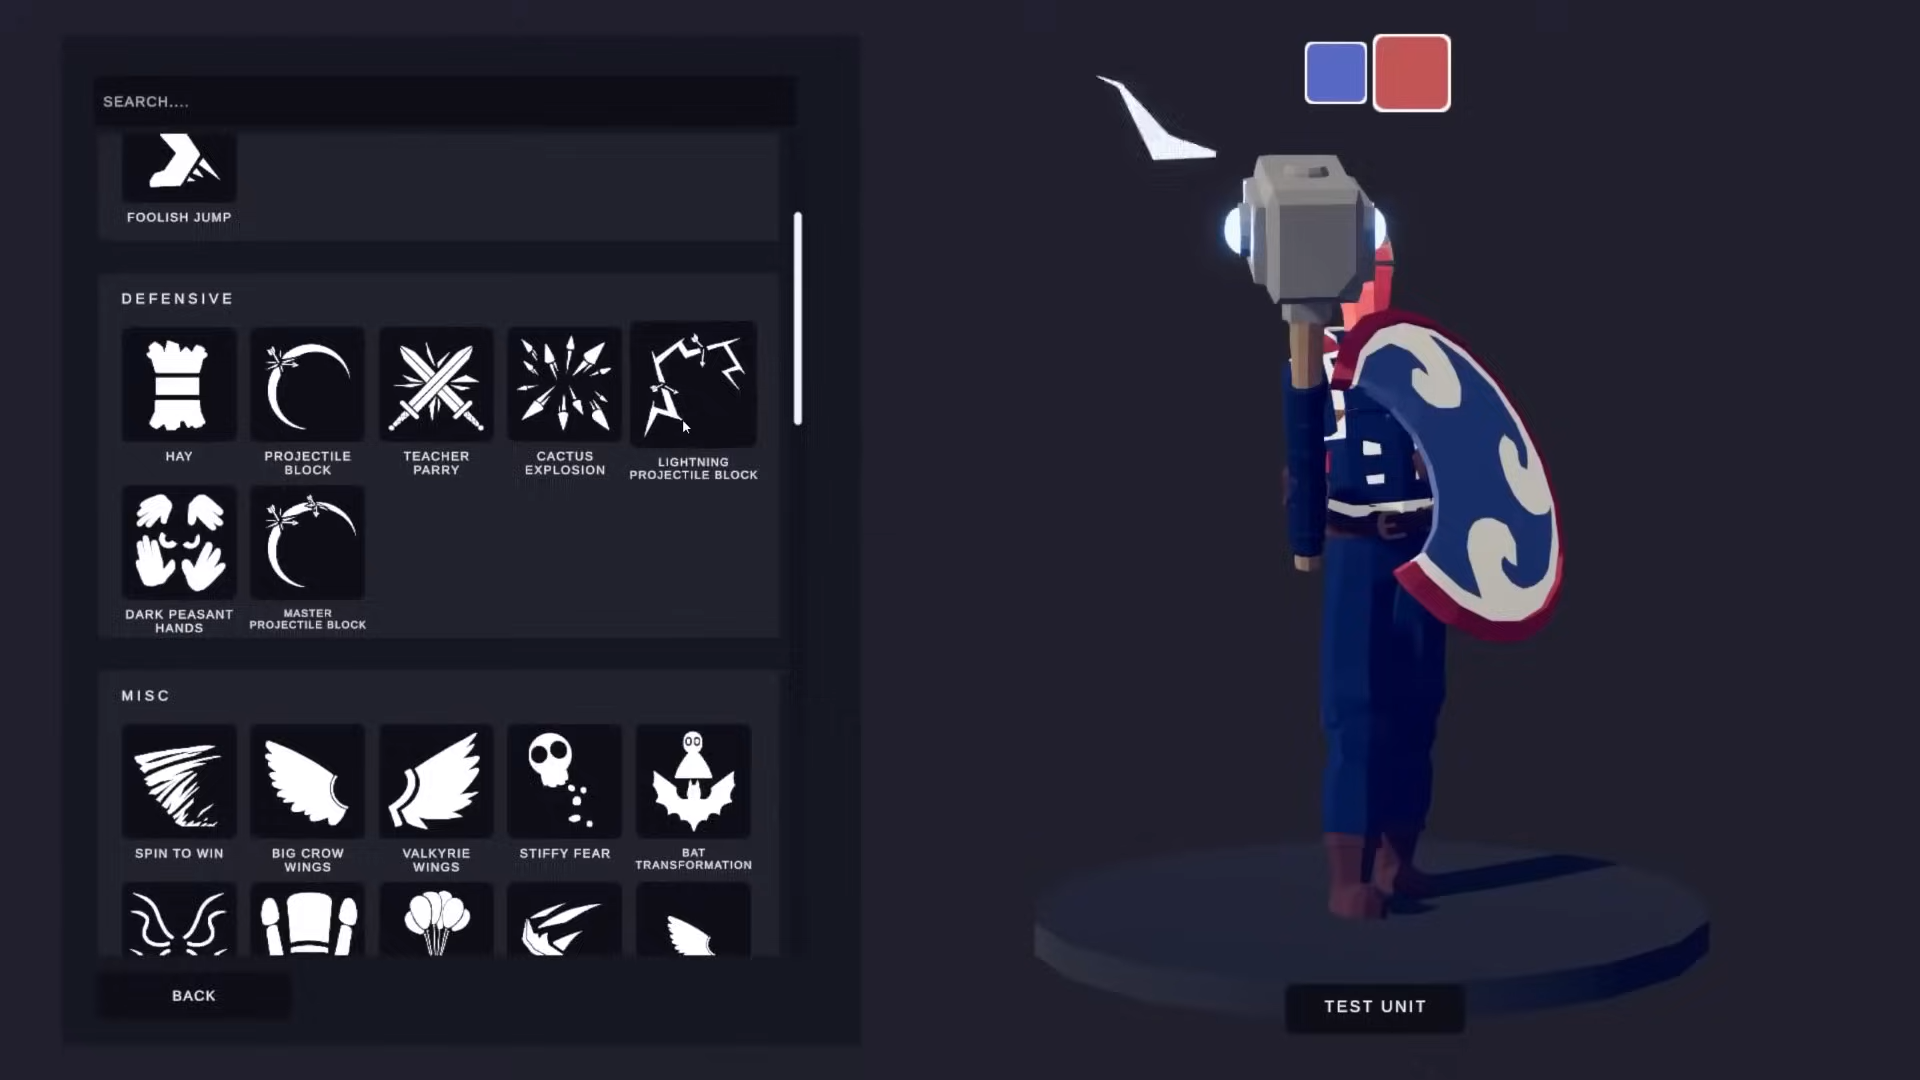 SEARCH....
FOOLISH JUMP
DEFENSIVE
HAY
PROJECTILE
BLOCK
TEACHER
PARRY
CACTUS
EXPLOSION
LIGHTNING
PROJECTILE BLOCK
DARK PEASANT
HANDS
MASTER
PROJECTILE BLOCK
MISC
SPIN TO WIN
BIG CROW
WINGS
VALKYRIE
WINGS
STIFFY FEAR
BAT
TRANSFORMATION
BACK
TEST UNIT